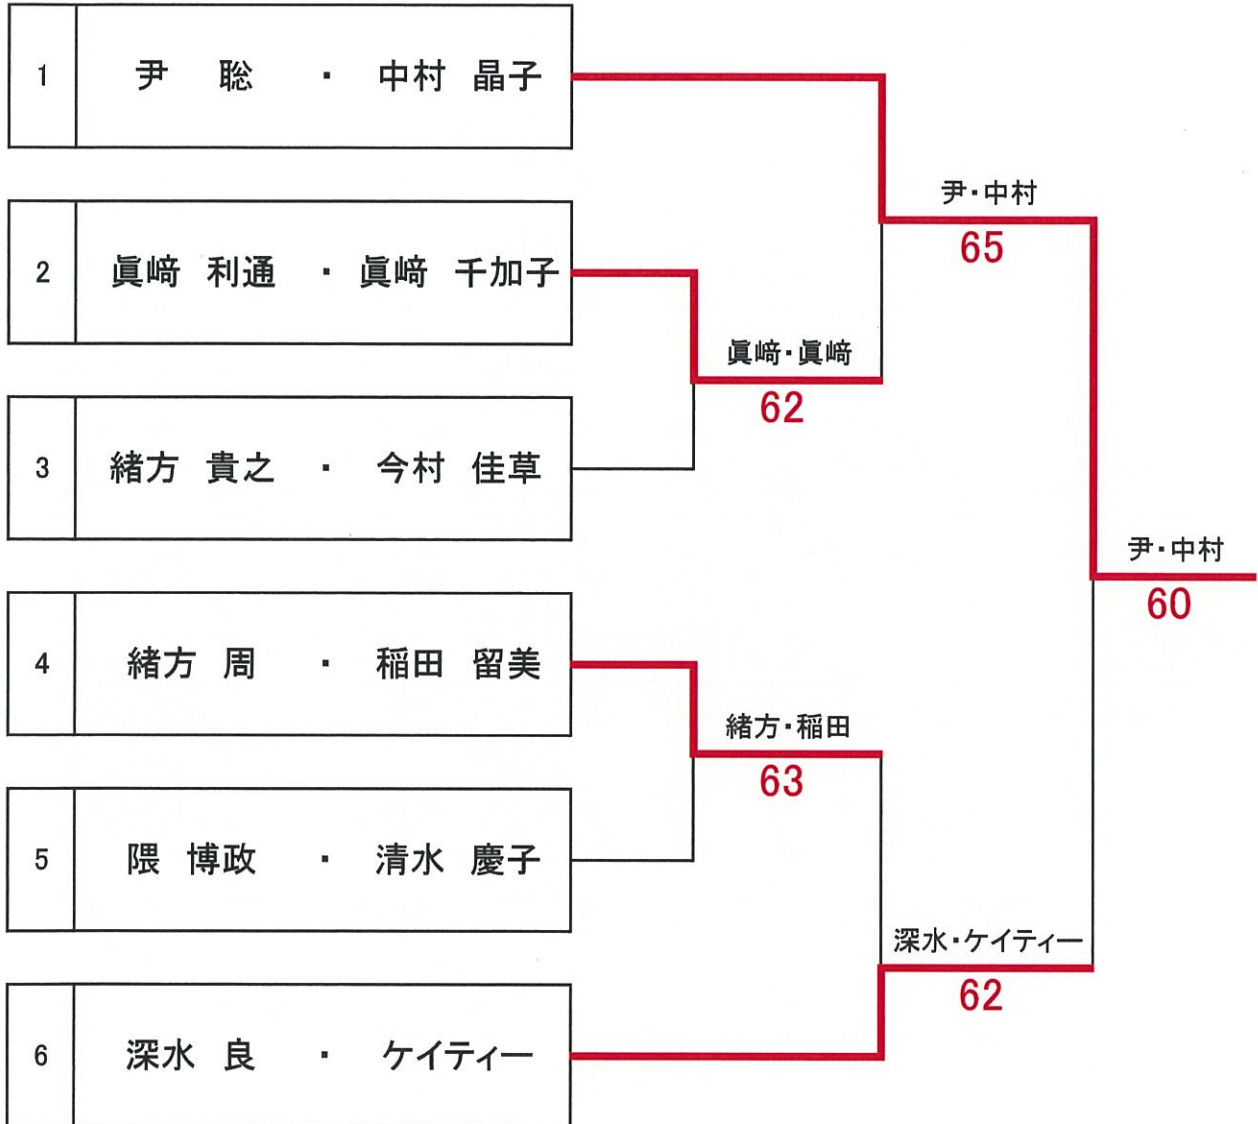 1 尹 聡 ・ 中村 晶子
尹・中村
65
2 眞﨑 利通 ・ 眞﨑 千加子
眞﨑・眞﨑
62
3 緒方 貴之 ・ 今村 佳草
尹・中村
60
4 緒方 周 ・ 稲田 留美
緒方・稲田
63
5 隈 博政 ・ 清水 慶子
深水・ケイティー
62
6 深水 良 ・ ケイティー